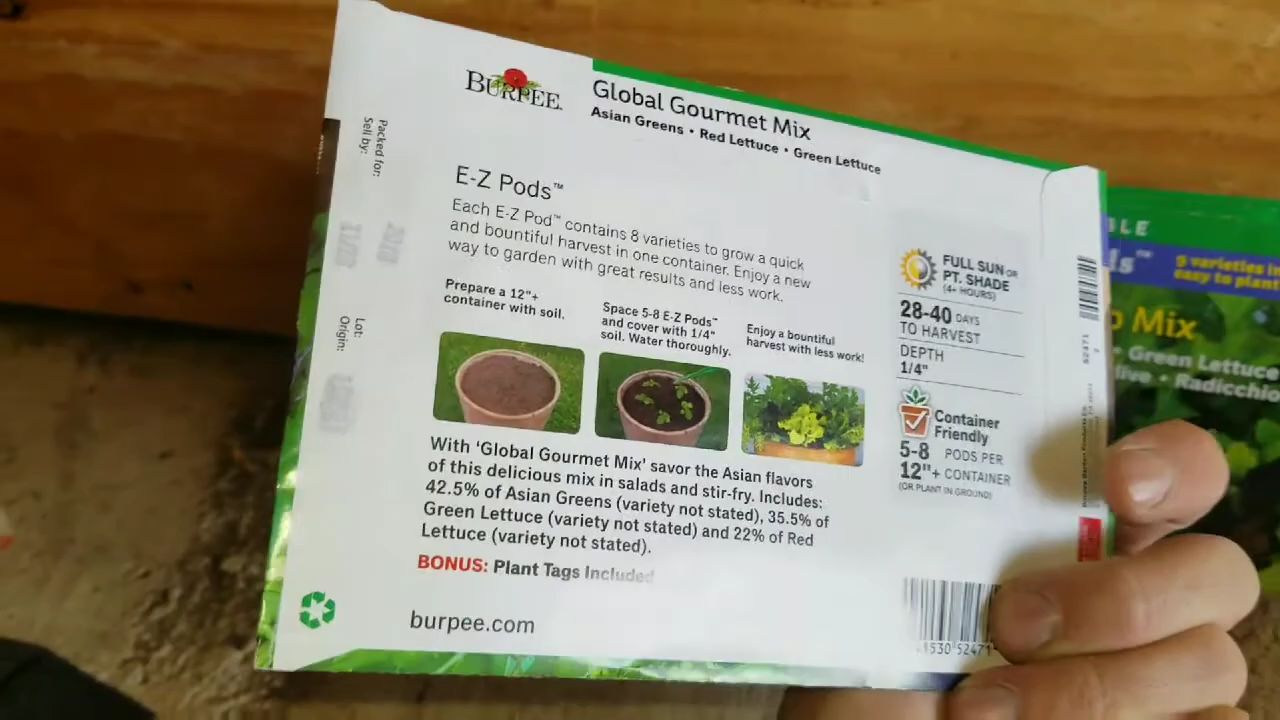 BURPEE.
Global Gourmet Mix
Asian Greens • Red Lettuce • Green Lettuce
Packed for:
Sell by:
Lot:
Origin:
E-Z Pods™
Each E-Z Pod™ contains 8 varieties to grow a quick
and bountiful harvest in one container. Enjoy a new
way to garden with great results and less work.
Prepare a 12"+
container with soil.
Space 5-8 E-Z Pods™
and cover with 1/4"
soil. Water thoroughly.
Enjoy a bountiful
harvest with less work!
With 'Global Gourmet Mix' savor the Asian flavors
of this delicious mix in salads and stir-fry. Includes:
42.5% of Asian Greens (variety not stated), 35.5% of
Green Lettuce (variety not stated) and 22% of Red
Lettuce (variety not stated).
BONUS: Plant Tags Included
burpee.com
FULL SUN OR
PT. SHADE
(4+ HOURS)
28-40 DAYS
TO HARVEST
DEPTH
1/4"
Container
Friendly
5-8 PODS PER
12"+ CONTAINER
(OR PLANT IN GROUND)
52471
9 varieties in
easy to plant
Mix
• Green Lettuce
• Radicchio